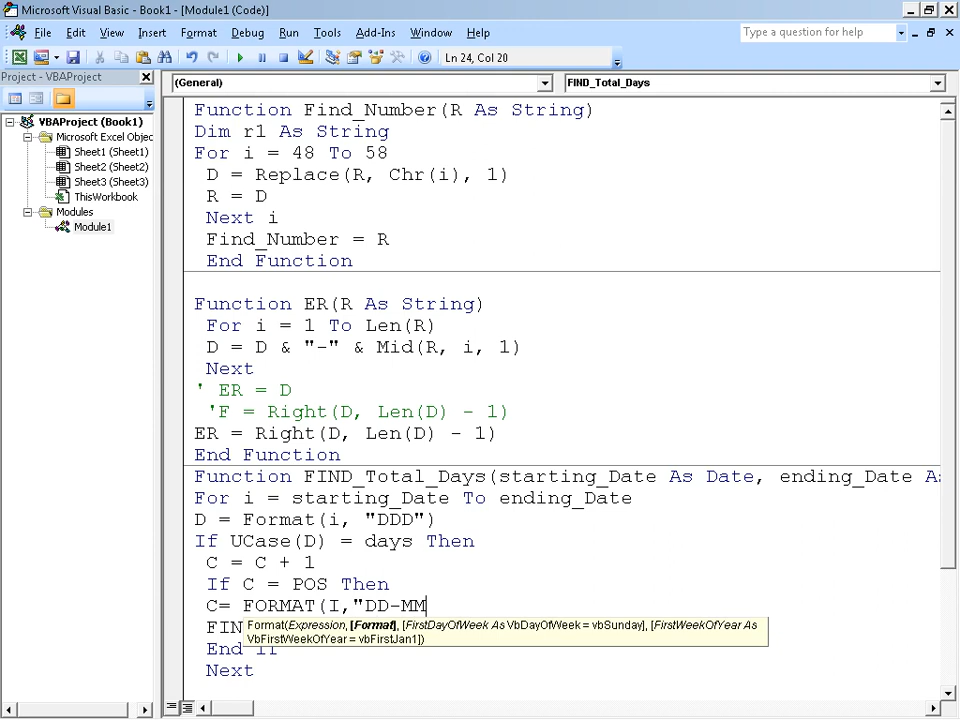 Microsoft Visual Basic - Book1 - [Module1 (Code)]
File Edit View Insert Format Debug Run Tools Add-Ins Window Help
Type a question for help
Ln 24, Col 20
Project - VBAProject
(General)
FIND_Total_Days
VBAProject (Book1)
Microsoft Excel Objec
Sheet1 (Sheet1)
Sheet2 (Sheet2)
Sheet3 (Sheet3)
ThisWorkbook
Modules
Module1
Function Find_Number(R As String)
Dim r1 As String
For i = 48 To 58
D = Replace(R, Chr(i), 1)
R = D
Next i
Find_Number = R
End Function
Function ER(R As String)
For i = 1 To Len(R)
D = D & "-" & Mid(R, i, 1)
Next
' ER = D
'F = Right(D, Len(D) - 1)
ER = Right(D, Len(D) - 1)
End Function
Function FIND_Total_Days(starting_Date As Date, ending_Date As
For i = starting_Date To ending_Date
D = Format(i, "DDD")
If UCase(D) = days Then
C = C + 1
If C = POS Then
C= FORMAT(I,"DD-MM
Format(Expression, [Format], [FirstDayOfWeek As VbDayOfWeek = vbSunday], [FirstWeekOfYear As
VbFirstWeekOfYear = vbFirstJan1])
FIN
End If
Next